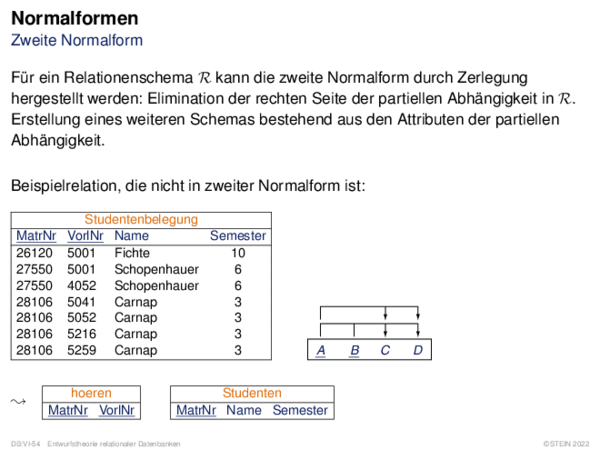 Normalformen
Zweite Normalform
Für ein Relationenschema R kann die zweite Normalform durch Zerlegung
hergestellt werden: Elimination der rechten Seite der partiellen Abhängigkeit in R.
Erstellung eines weiteren Schemas bestehend aus den Attributen der partiellen
Abhängigkeit.
Beispielrelation, die nicht in zweiter Normalform ist:
Studentenbelegung
MatrNr VorlNr Name Semester
26120 5001 Fichte 10
27550 5001 Schopenhauer 6
27550 4052 Schopenhauer 6
28106 5041 Carnap 3
28106 5052 Carnap 3
28106 5216 Carnap 3
28106 5259 Carnap 3
A B C D
hoeren
MatrNr VorlNr
Studenten
MatrNr Name Semester
DB:VI-54 Entwurfstheorie relationaler Datenbanken
©STEIN 2022